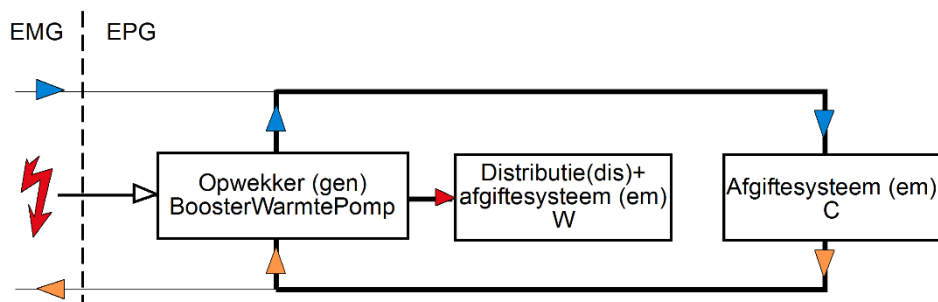 EMG
EPG
Opwekker (gen)
BoosterWarmtePomp
Distributie(dis)+
afgiftesysteem (em)
W
Afgiftesysteem (em)
C